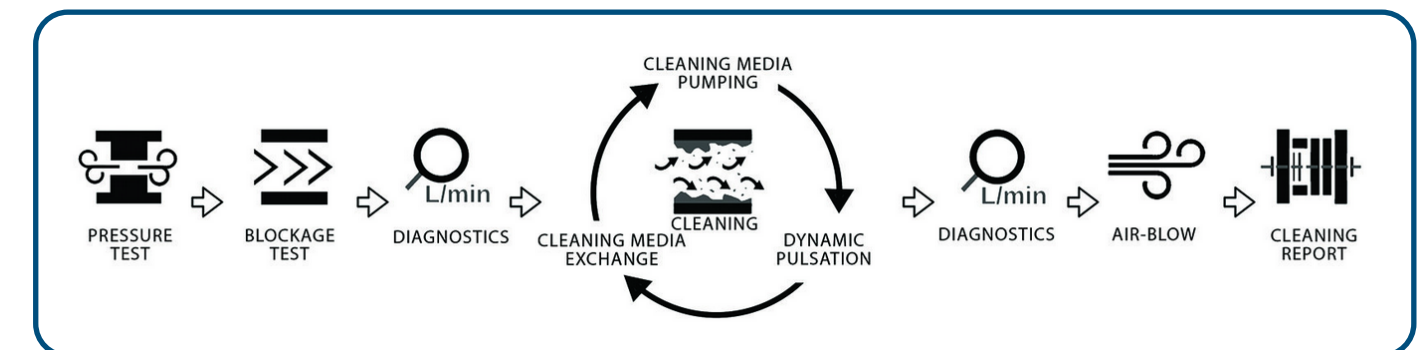 PRESSURE
TEST
BLOCKAGE
TEST
L/min
DIAGNOSTICS
CLEANING MEDIA
PUMPING
CLEANING
DYNAMIC
PULSATION
CLEANING MEDIA
EXCHANGE
L/min
DIAGNOSTICS
AIR-BLOW
CLEANING
REPORT